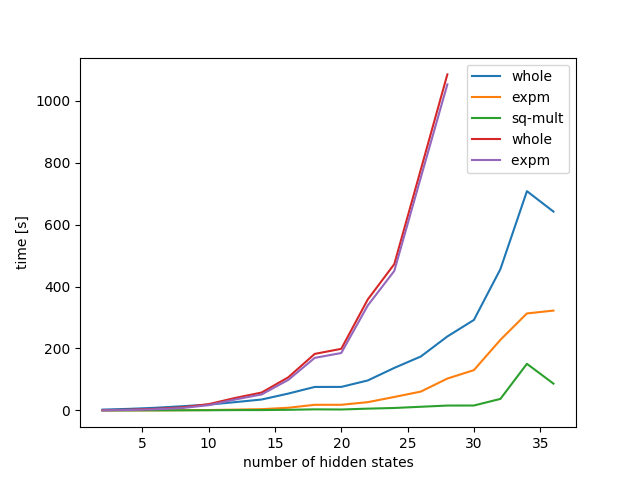 whole
expm
sq-mult
whole
expm
1000
800
600
400
200
0
time [s]
5 10 15 20 25 30 35
number of hidden states